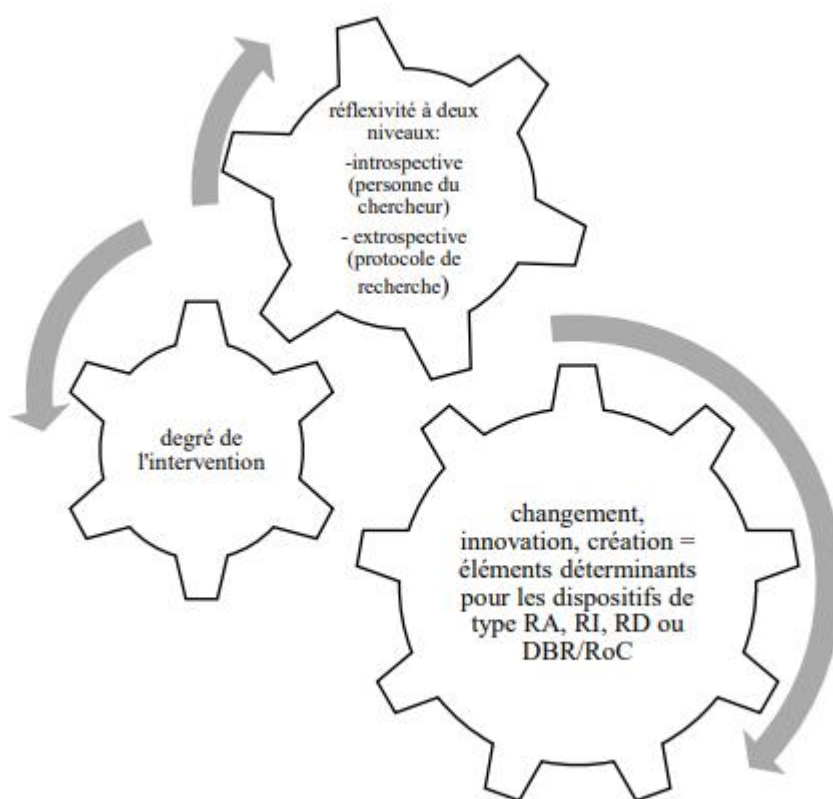 réflexivité à deux
niveaux:
-introspective
(personne du
chercheur)
- extrospective
(protocole de
recherche)
degré de
l'intervention
changement,
innovation, création =
éléments déterminants
pour les dispositifs de
type RA, RI, RD ou
DBR/RoC